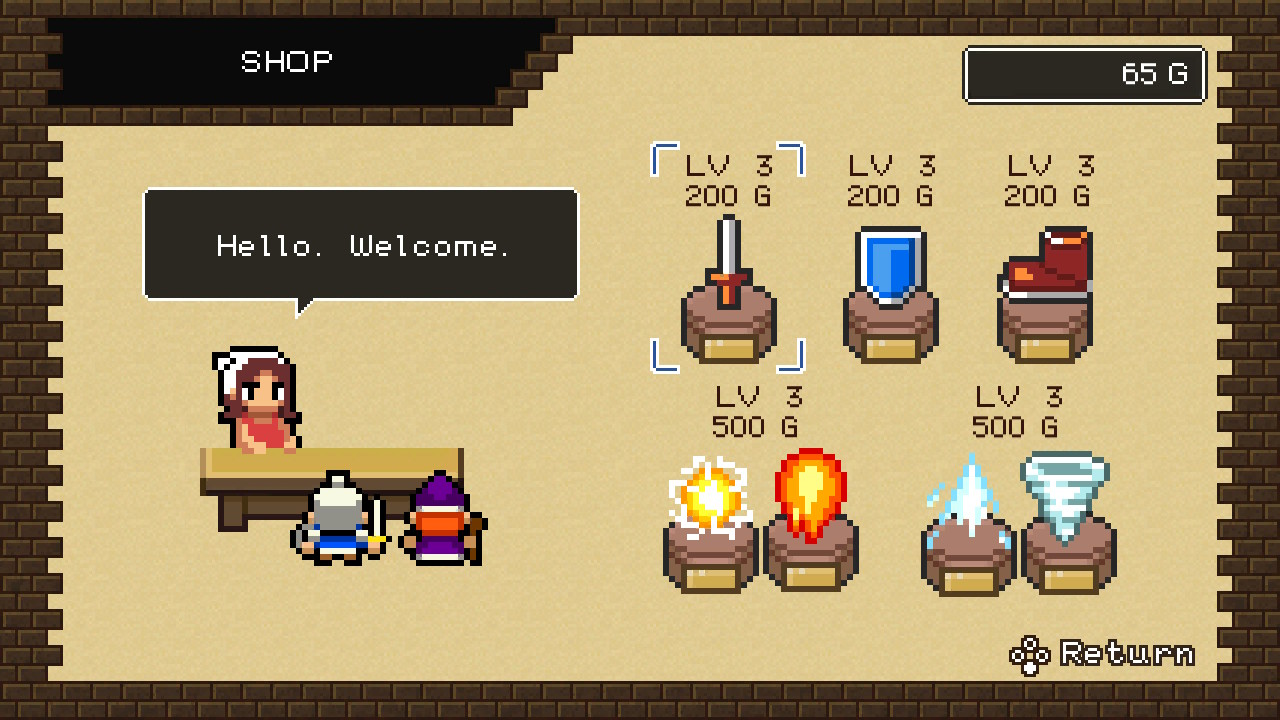 SHOP
65 G
Hello. Welcome.
LV 3
200 G
LV 3
200 G
LV 3
200 G
LV 3
500 G
LV 3
500 G
Return